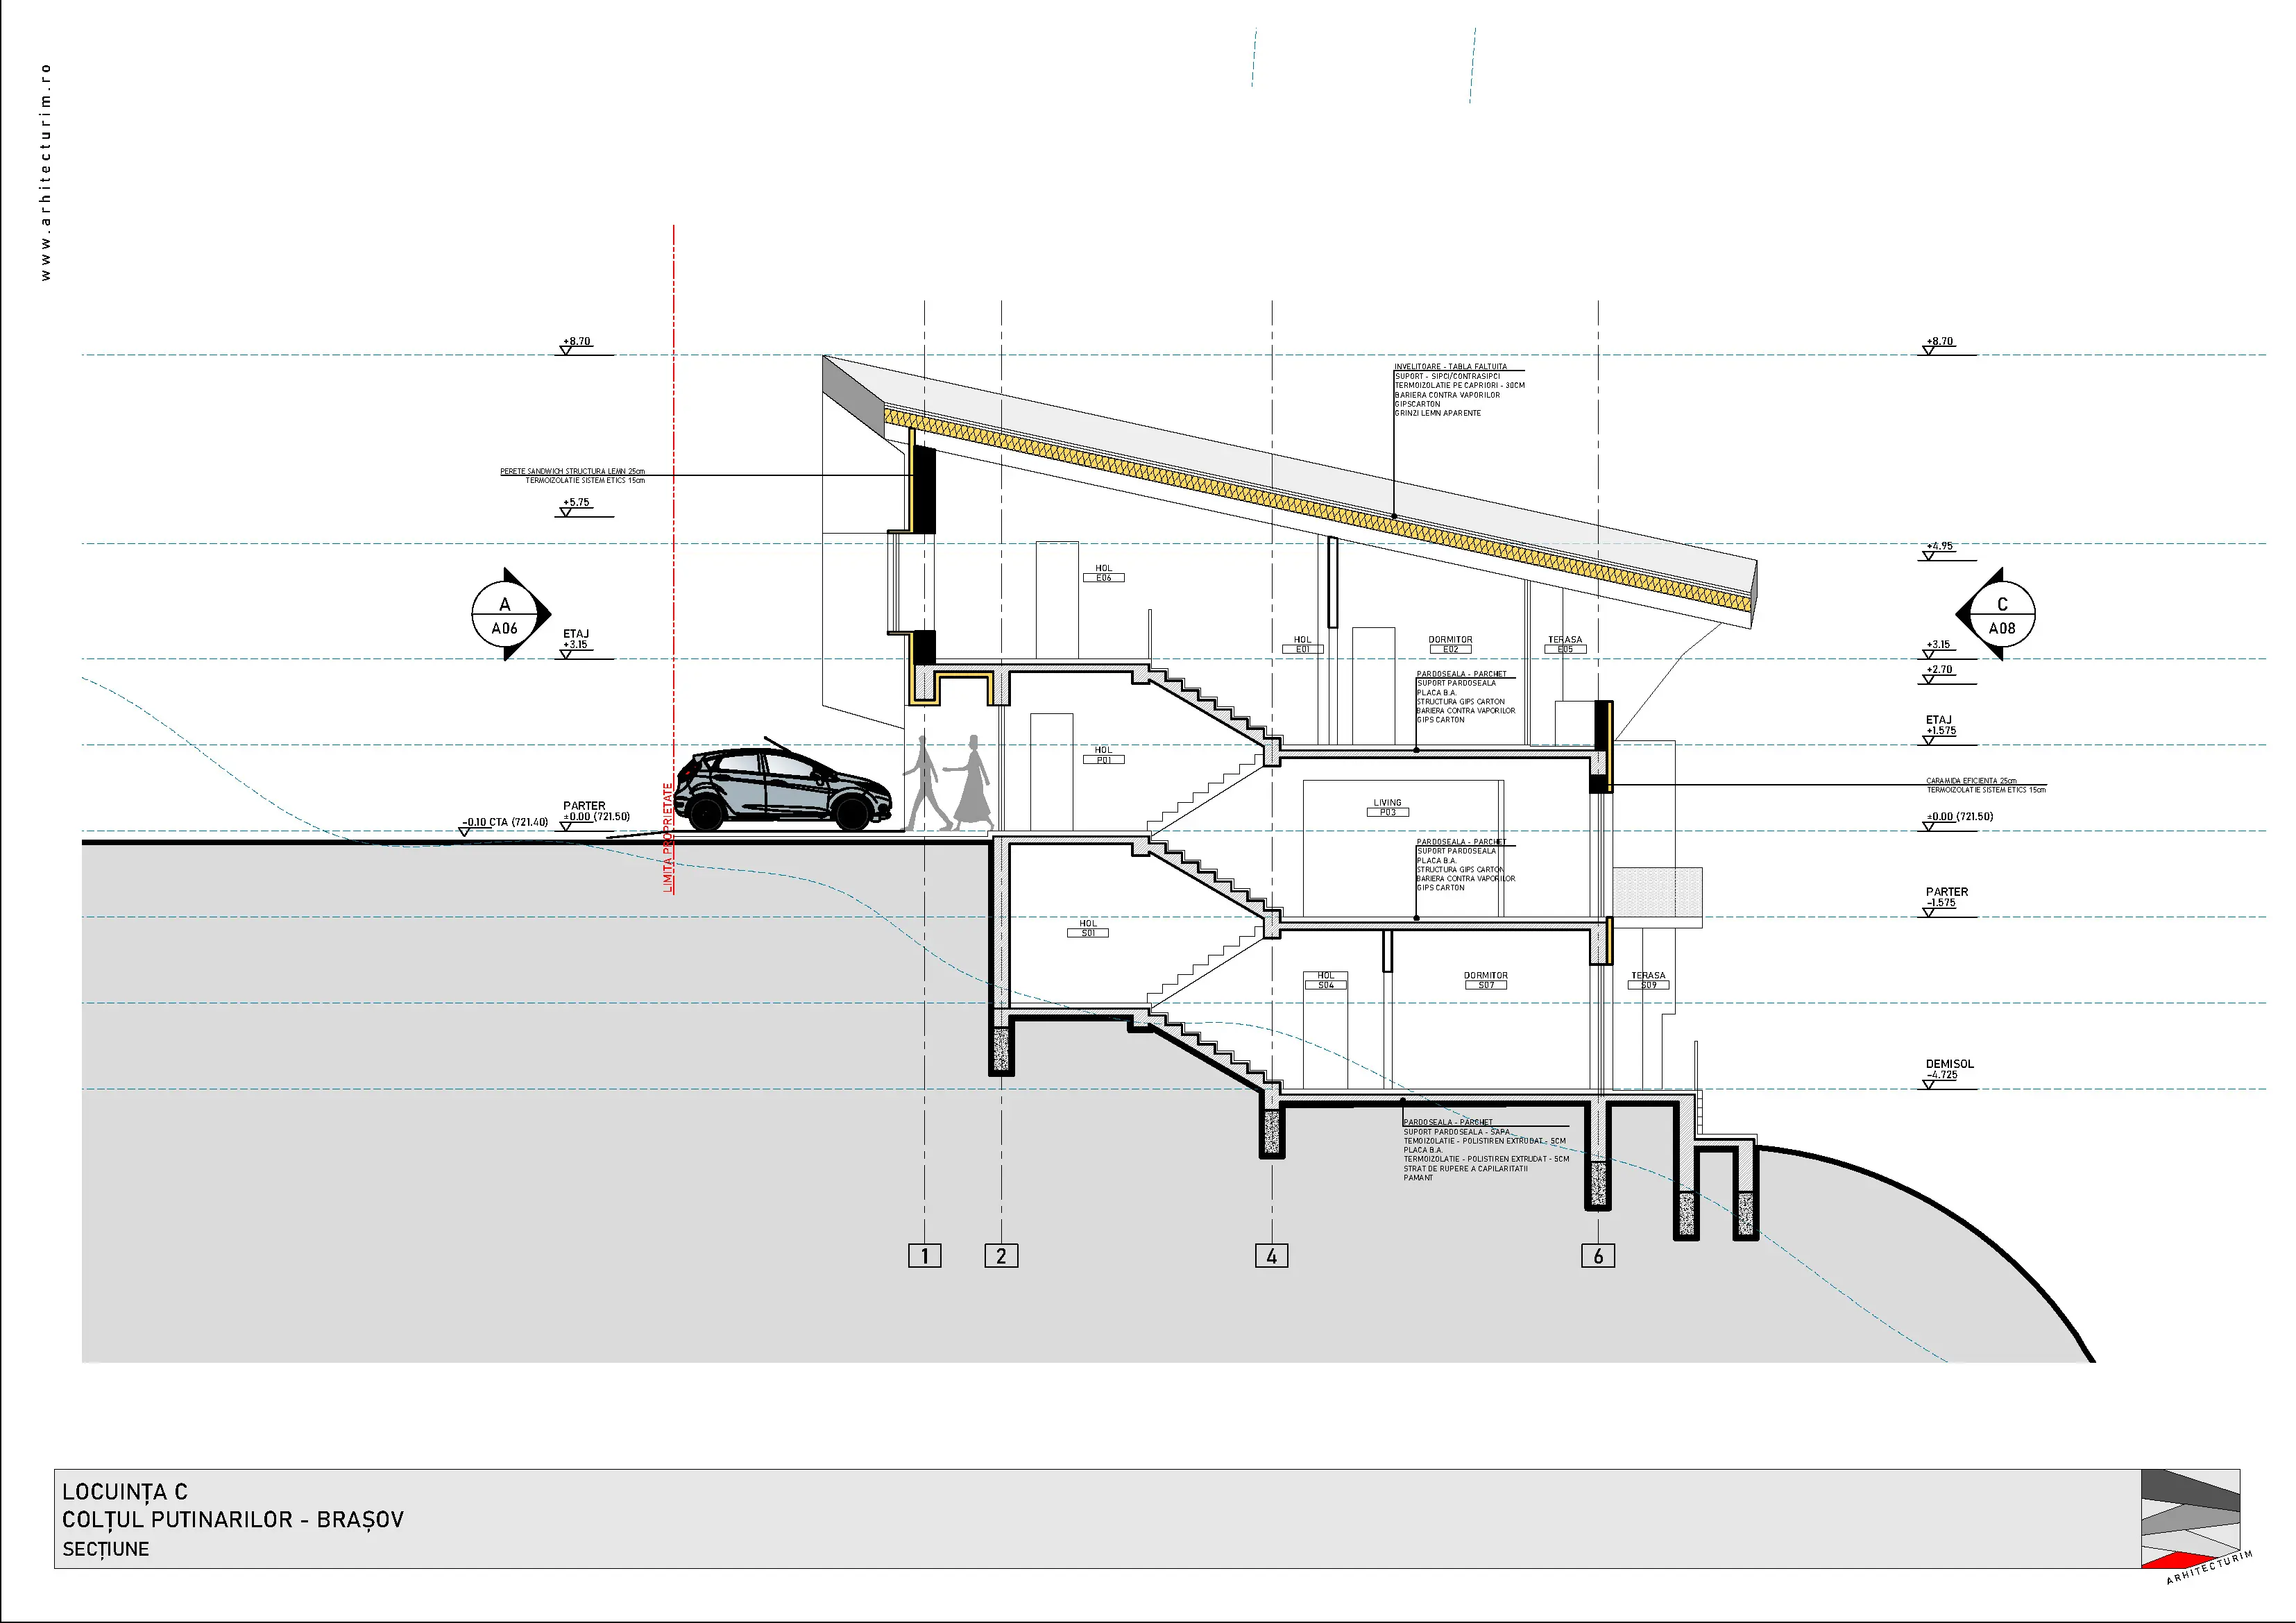 www.arhitecturim.ro
+8.70
+8.70
INVELITOARE - TABLA FALTUITA
SUPORT - SIPCI/CONTRASIPCI
TERMOIZOLATIE PE CAPRIORI - 30CM
BARIERA CONTRA VAPORILOR
GIPSCARTON
GRINZI LEMN APARENTE
PERETE SANDWICH STRUCTURA LEMN 25cm
TERMOIZOLATIE SISTEM ETICS 15cm
+5.75
+4.95
HOL
E06
A
A06
C
A08
ETAJ
+3.15
HOL
E01
DORMITOR
E02
TERASA
E05
+3.15
+2.70
PARDOSEALA - PARCHET
SUPORT PARDOSEALA
PLACA B.A.
STRUCTURA GIPS CARTON
BARIERA CONTRA VAPORILOR
GIPS CARTON
ETAJ
+1.575
HOL
P01
CARAMIDA EFICIENTA 25cm
TERMOIZOLATIE SISTEM ETICS 15cm
LIMITA PROPRIETATE
PARTER
±0.00 (721.50)
-0.10 CTA (721.40)
LIVING
P03
±0.00 (721.50)
PARDOSEALA - PARCHET
SUPORT PARDOSEALA
PLACA B.A.
STRUCTURA GIPS CARTON
BARIERA CONTRA VAPORILOR
GIPS CARTON
PARTER
-1.575
HOL
S01
HOL
S04
DORMITOR
S07
TERASA
S09
DEMISOL
-4.725
PARDOSEALA - PARCHET
SUPORT PARDOSEALA - SAPA
TEMOIZOLATIE - POLISTIREN EXTRUDAT - 5CM
PLACA B.A.
TERMOIZOLATIE - POLISTIREN EXTRUDAT - 5CM
STRAT DE RUPERE A CAPILARITATII
PAMANT
1
2
4
6
LOCUINȚA C
COLȚUL PUTINARILOR - BRAȘOV
SECȚIUNE
ARHITECTURIM